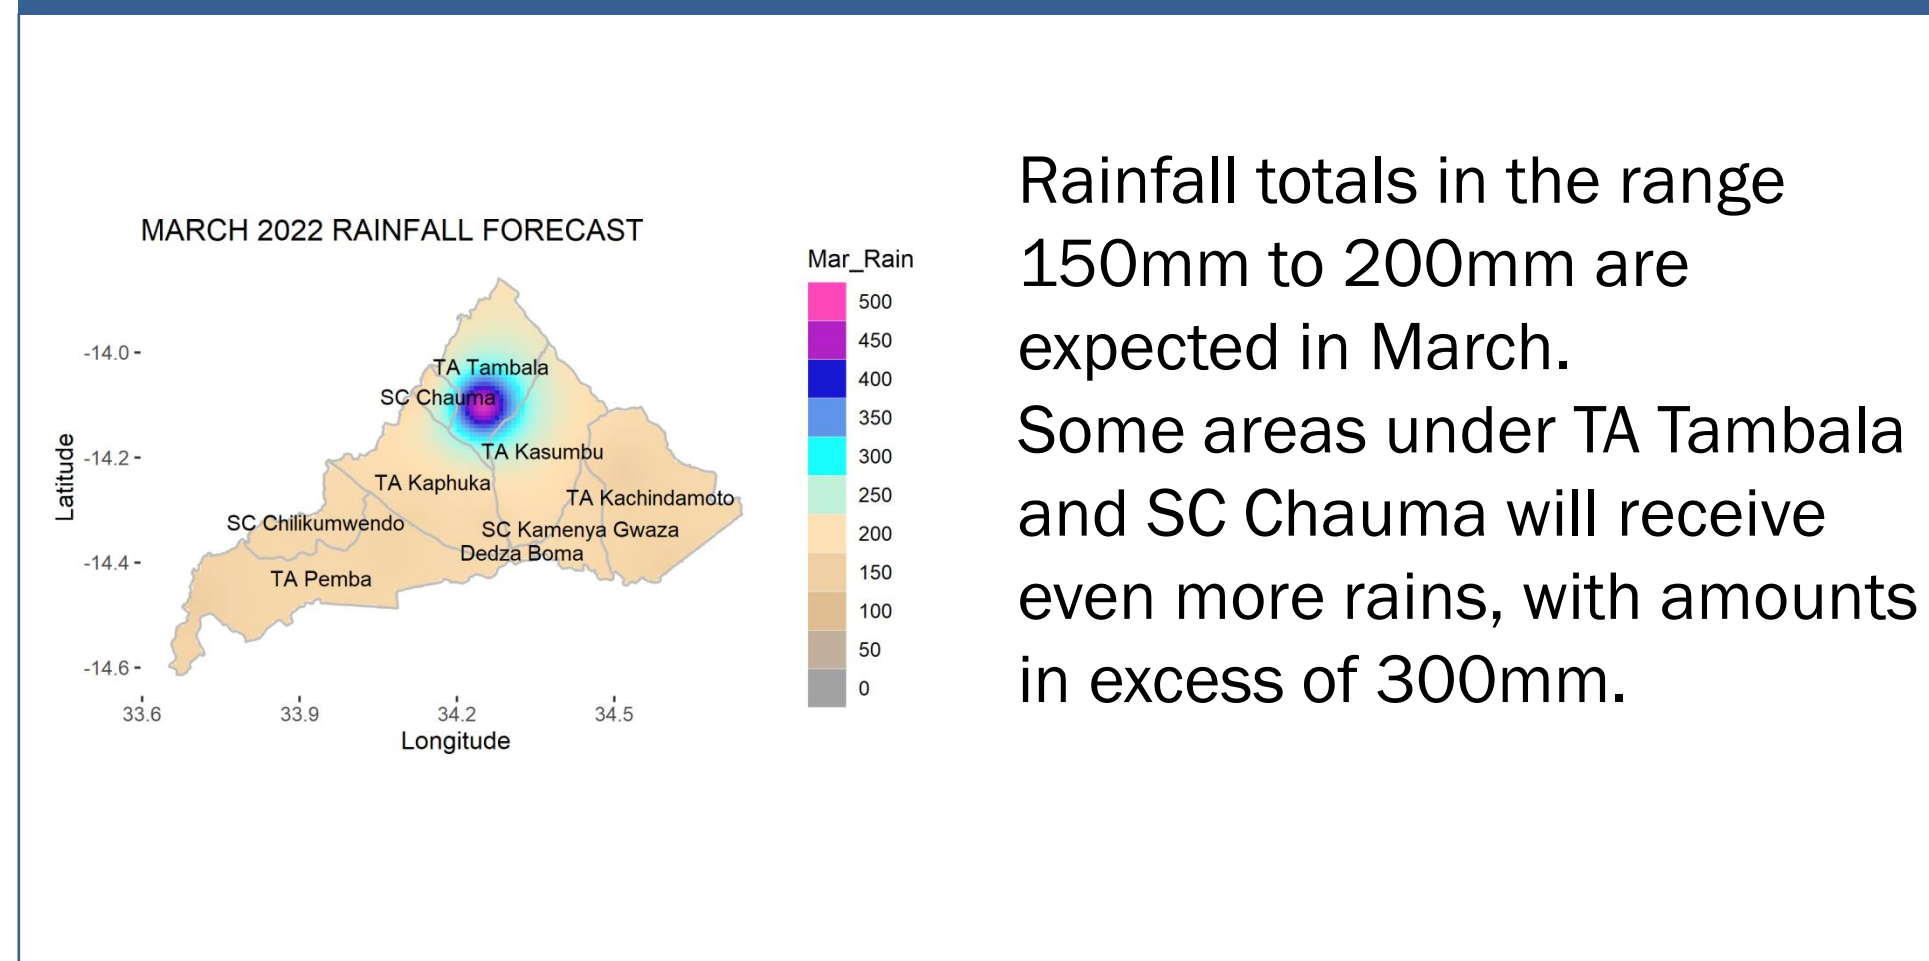 MARCH 2022 RAINFALL FORECAST
Latitude
-14.0
-14.2
-14.4
-14.6
TA Tambala
SC Chauma
TA Kasumbu
TA Kaphuka
TA Kachindamoto
SC Chilikumwendo
SC Kamenya Gwaza
Dedza Boma
TA Pemba
33.6 33.9 34.2 34.5
Longitude
Mar_Rain
500
450
400
350
300
250
200
150
100
50
0
Rainfall totals in the range
150mm to 200mm are
expected in March.
Some areas under TA Tambala
and SC Chauma will receive
even more rains, with amounts
in excess of 300mm.